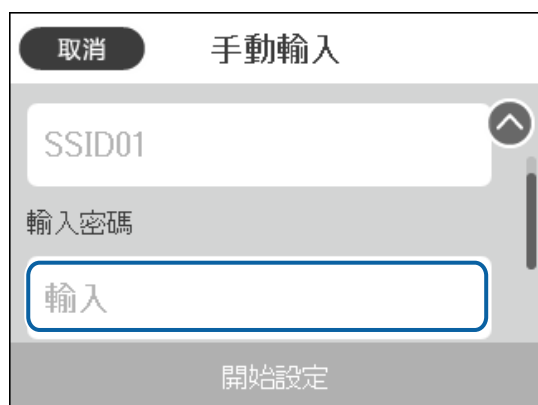 取消
手動輸入
SSID01
輸入密碼
輸入
開始設定